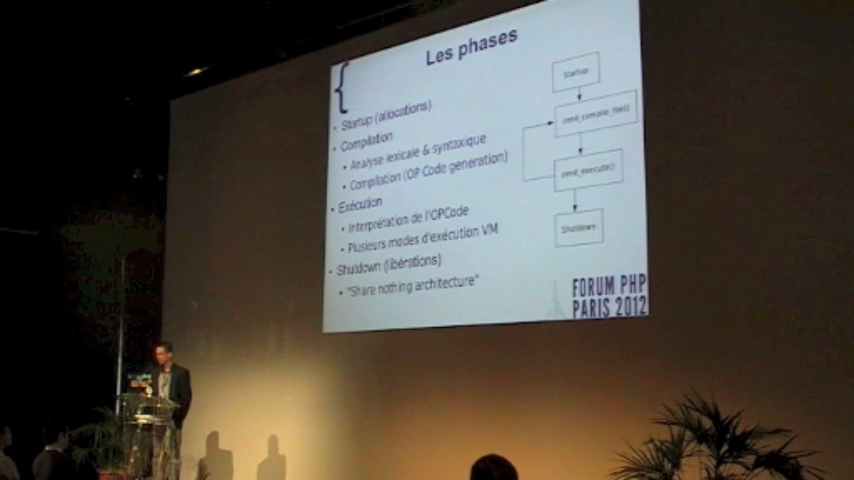 Les phases
{
• Startup (allocations)
• Compilation
• Analyse lexicale & syntaxique
• Compilation (OP Code generation)
• Exécution
• Interprétation de l'OPCode
• Plusieurs modes d'exécution VM
• Shutdown (libérations)
• "Share nothing architecture"
Startup
zend_compile_file()
zend_execute()
Shutdown
FORUM PHP
PARIS 2012